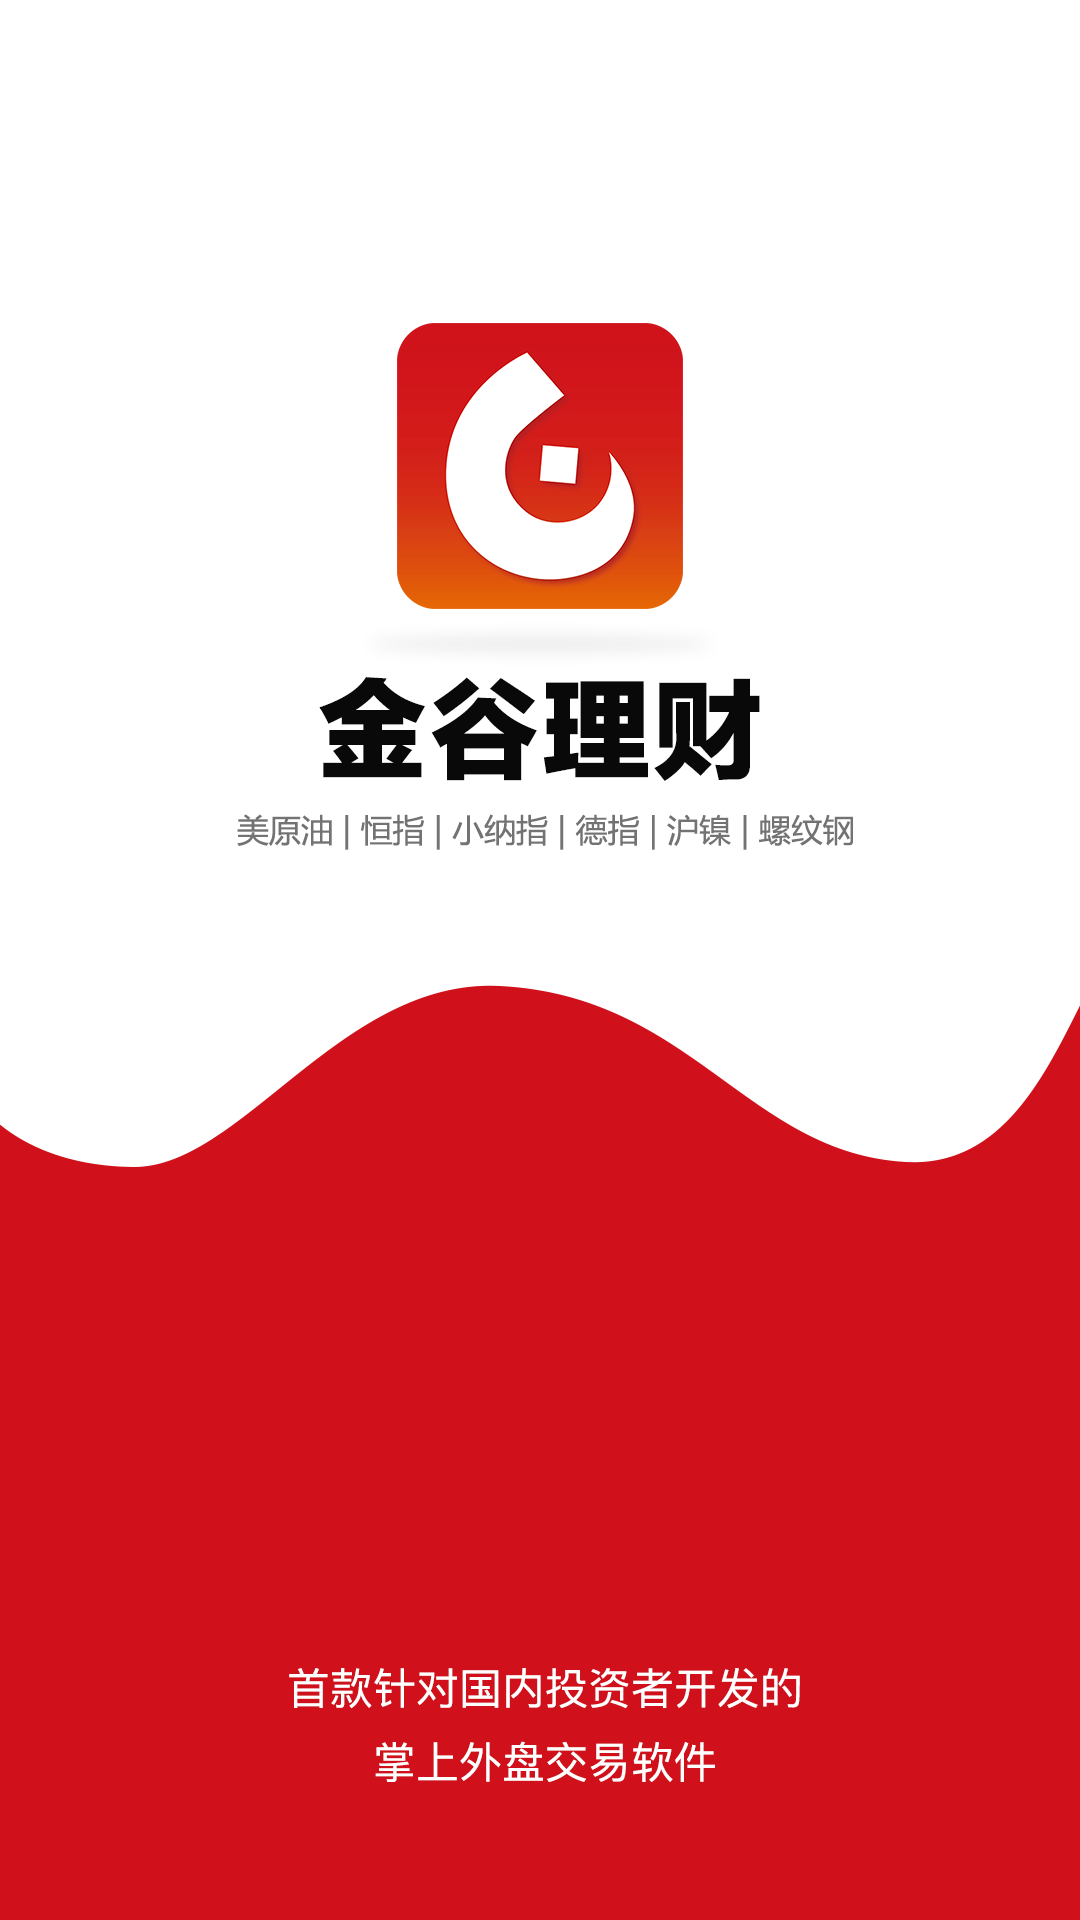 金谷理财
美原油 | 恒指 | 小纳指 | 德指 | 沪镍 | 螺纹钢
首款针对国内投资者开发的
掌上外盘交易软件